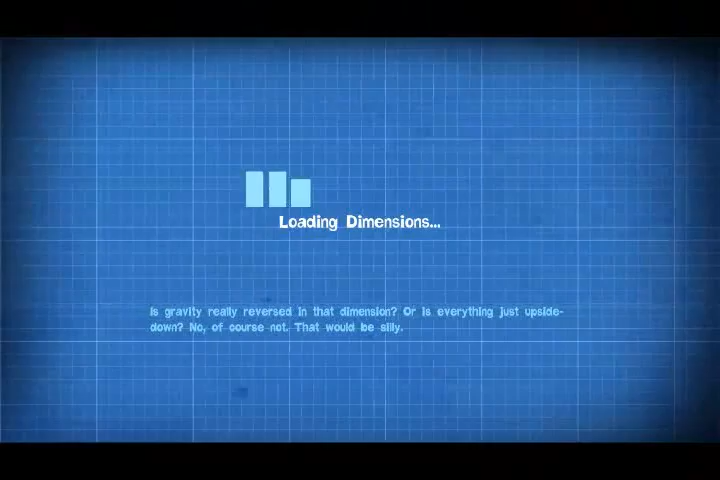 Loading Dimensions...
Is gravity really reversed in that dimension? Or is everything just upside-
down? No, of course not. That would be silly.